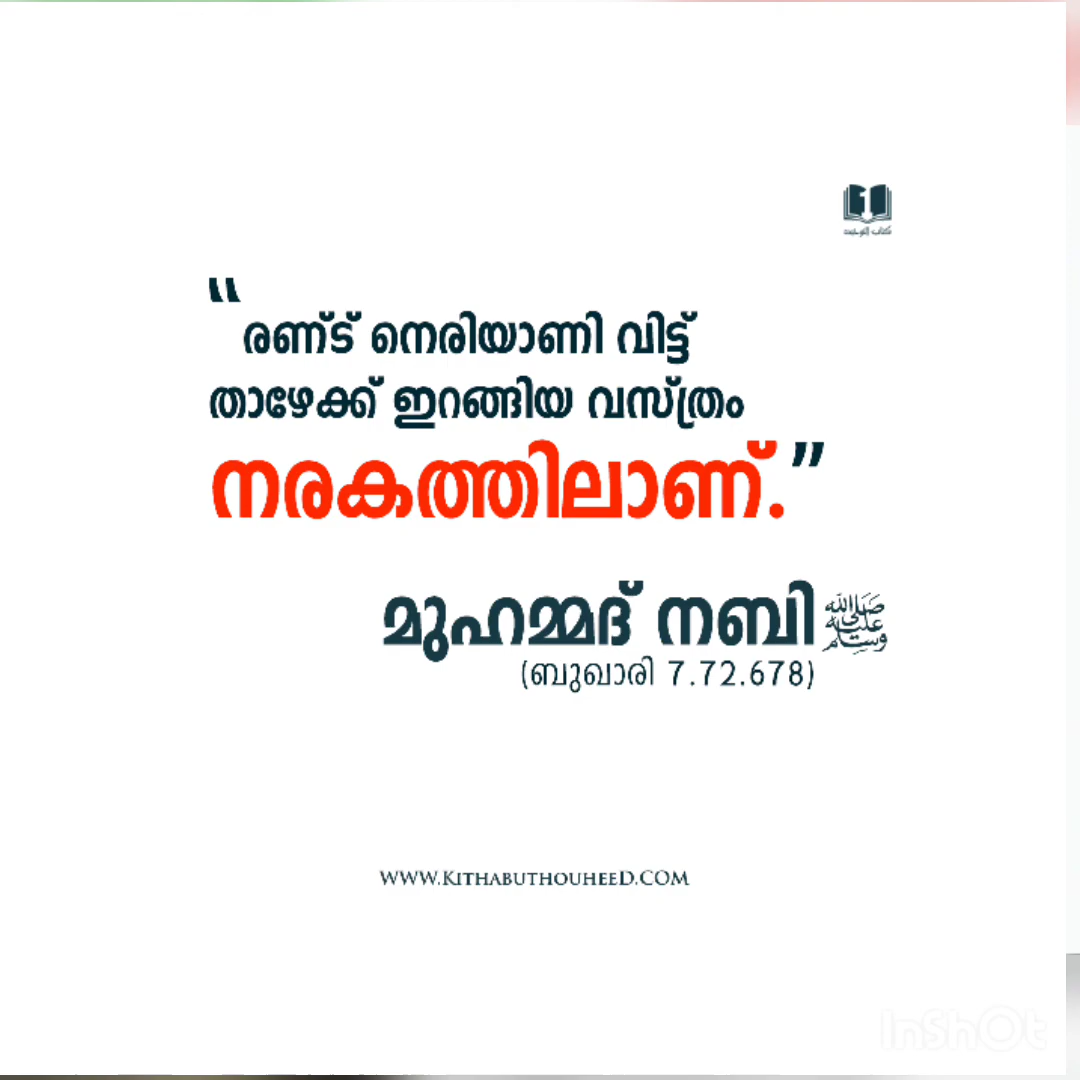 “രണ്ട് നെരിയാണി വിട്ട്
താഴേക്ക് ഇറങ്ങിയ വസ്ത്രം
നരകത്തിലാണ്.”
മുഹമ്മദ് നബി ﷺ
(ബുഖാരി 7.72.678)
WWW.KITHABUTHOUHEED.COM
InShOt